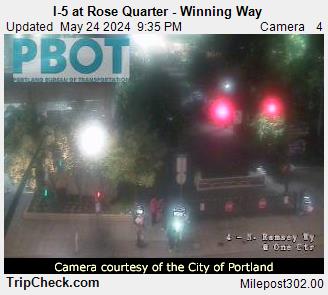 I-5 at Rose Quarter - Winning Way
Updated May 24 2024 9:35 PM Camera 4
PBOT
PORTLAND BUREAU OF TRANSPORTATION
4 - N. Ramsey Wy
@ One Ctr
Camera courtesy of the City of Portland
TripCheck.com Milepost302.00